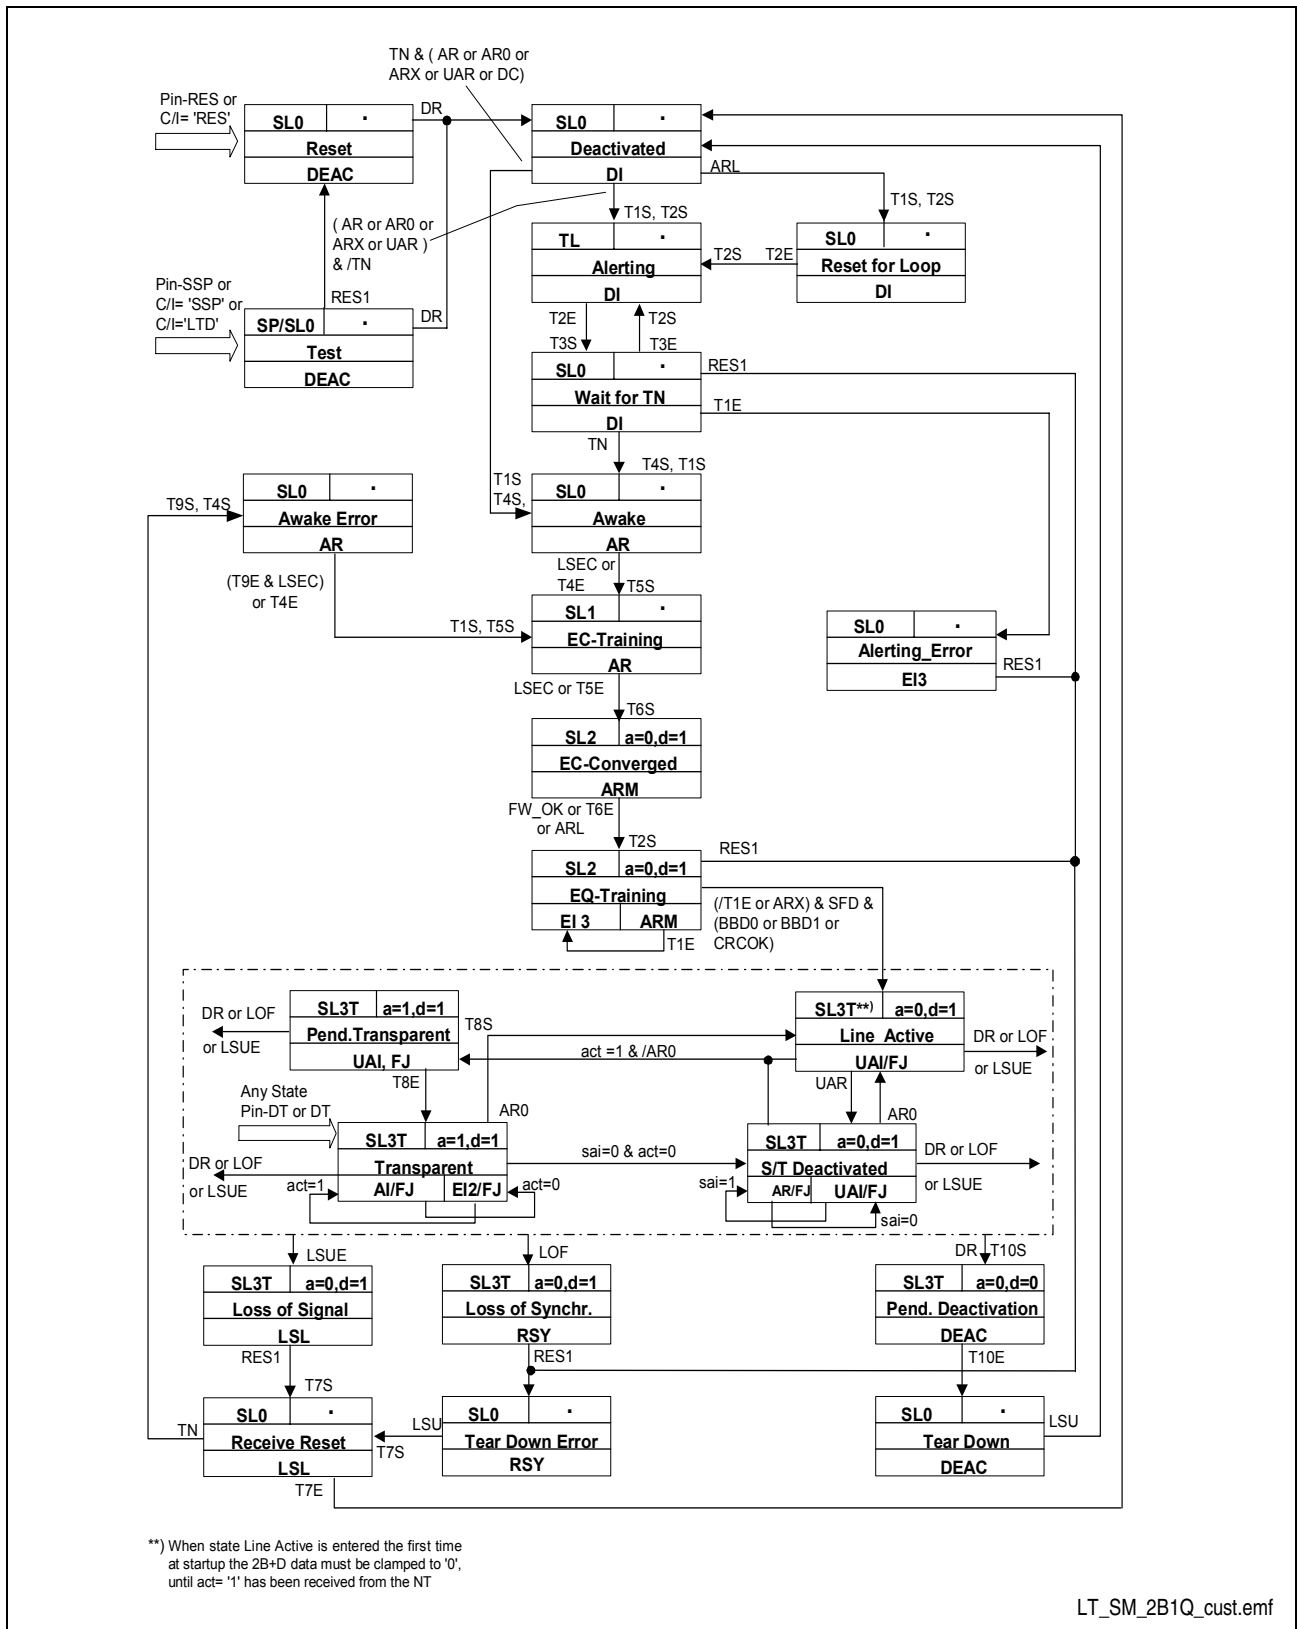 TN & ( AR or AR0 or
ARX or UAR or DC)
Pin-RES or
C/I= 'RES'
SL0 .
Reset
DEAC
DR
SL0 .
Deactivated
DI
ARL
T1S, T2S
T1S, T2S
( AR or AR0 or
ARX or UAR )
& /TN
TL .
Alerting
DI
T2S
T2E
SL0 .
Reset for Loop
DI
Pin-SSP or
C/I= 'SSP' or
C/I='LTD'
RES1
SP/SL0 .
Test
DEAC
DR
T2E
T3S
T2S
T3E
SL0 .
Wait for TN
DI
RES1
T1E
TN
T4S, T1S
T1S
T4S,
SL0 .
Awake
AR
T9S, T4S
SL0 .
Awake Error
AR
(T9E & LSEC)
or T4E
LSEC or
T4E
T5S
T1S, T5S
SL1 .
EC-Training
AR
SL0 .
Alerting_Error
EI3
RES1
LSEC or T5E
T6S
SL2 a=0,d=1
EC-Converged
ARM
FW_OK or T6E
or ARL
T2S
SL2 a=0,d=1
EQ-Training
EI 3 ARM
T1E
RES1
(/T1E or ARX) & SFD &
(BBD0 or BBD1 or
CRCOK)
DR or LOF
or LSUE
SL3T a=1,d=1
Pend.Transparent
UAI, FJ
T8S
T8E
act =1 & /AR0
SL3T**) a=0,d=1
Line Active
UAI/FJ
DR or LOF
or LSUE
UAR
AR0
Any State
Pin-DT or DT
AR0
SL3T a=1,d=1
Transparent
AI/FJ EI2/FJ
DR or LOF
or LSUE
act=1
act=0
sai=0 & act=0
SL3T a=0,d=1
S/T Deactivated
AR/FJ UAI/FJ
sai=1
sai=0
DR or LOF
or LSUE
LSUE
SL3T a=0,d=1
Loss of Signal
LSL
RES1
T7S
LOF
SL3T a=0,d=1
Loss of Synchr.
RSY
RES1
DR
T10S
SL3T a=0,d=0
Pend. Deactivation
DEAC
T10E
TN
SL0 .
Receive Reset
LSL
T7E
LSU
T7S
SL0 .
Tear Down Error
RSY
SL0 .
Tear Down
DEAC
LSU
**) When state Line Active is entered the first time
at startup the 2B+D data must be clamped to '0',
until act= '1' has been received from the NT
LT_SM_2B1Q_cust.emf